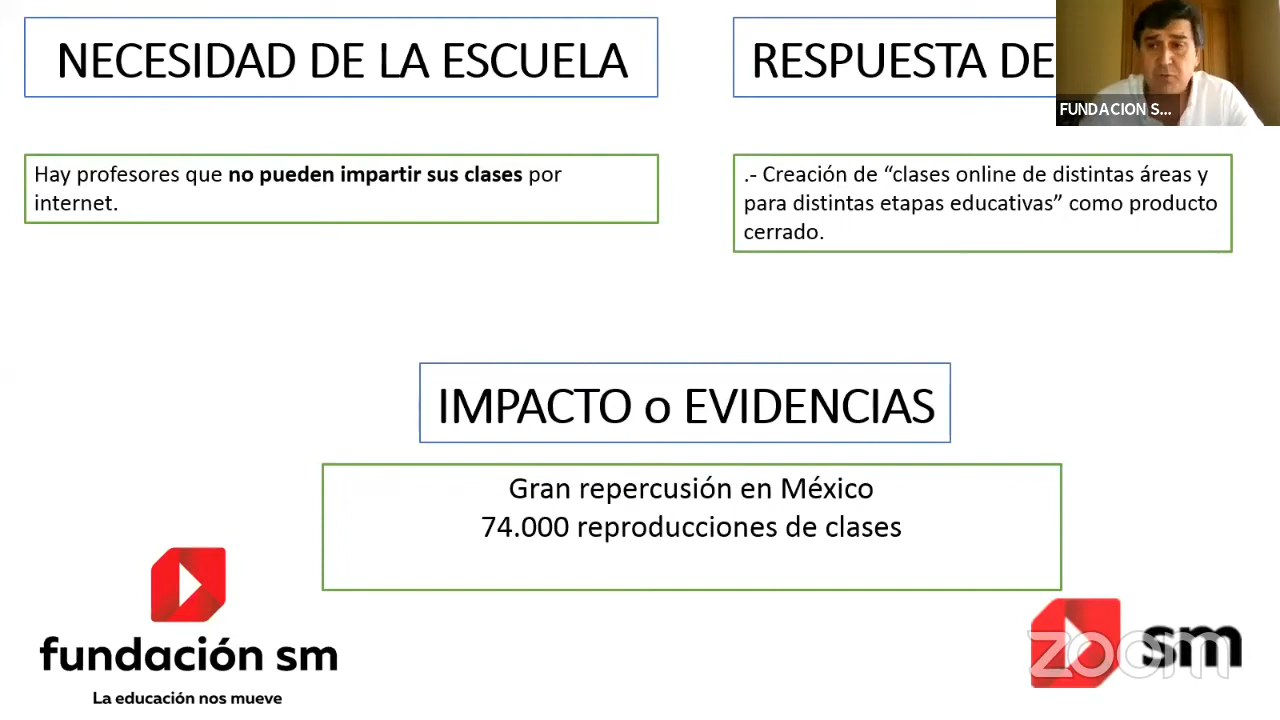 NECESIDAD DE LA ESCUELA
RESPUESTA DE
FUNDACION S...
Hay profesores que no pueden impartir sus clases por
internet.
.- Creación de “clases online de distintas áreas y
para distintas etapas educativas” como producto
cerrado.
IMPACTO o EVIDENCIAS
Gran repercusión en México
74.000 reproducciones de clases
fundación sm
La educación nos mueve
sm
zoom